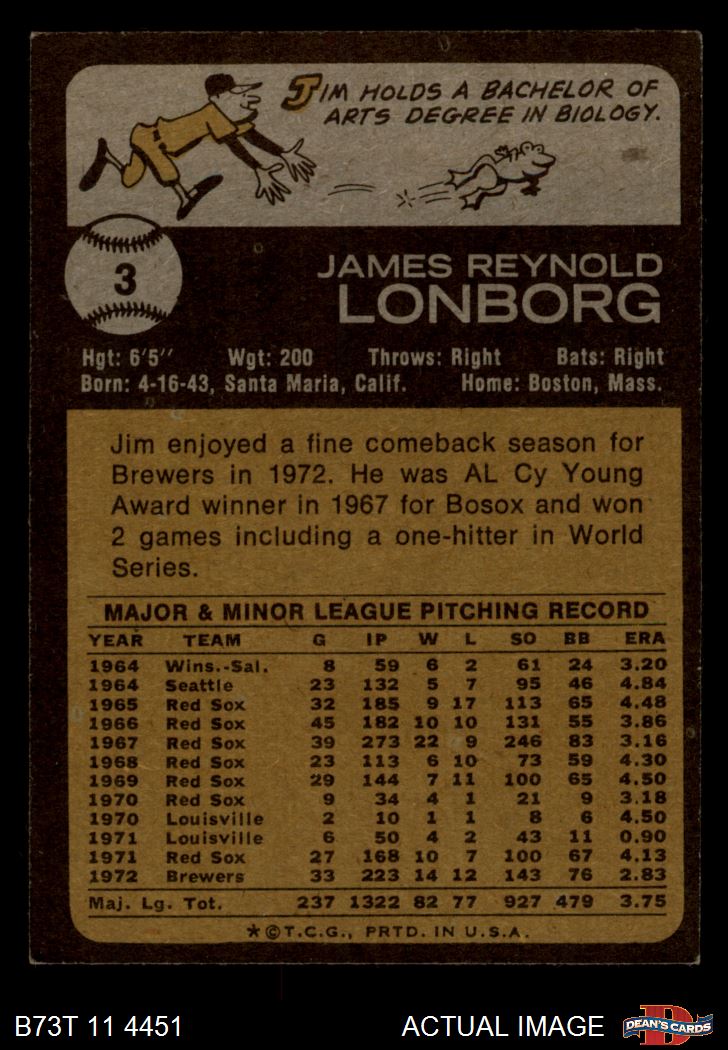 JIM HOLDS A BACHELOR OF
ARTS DEGREE IN BIOLOGY.
3
JAMES REYNOLD
LONBORG
Hgt: 6'5" Wgt: 200 Throws: Right Bats: Right
Born: 4-16-43, Santa Maria, Calif. Home: Boston, Mass.
Jim enjoyed a fine comeback season for
Brewers in 1972. He was AL Cy Young
Award winner in 1967 for Bosox and won
2 games including a one-hitter in World
Series.
MAJOR & MINOR LEAGUE PITCHING RECORD
YEAR TEAM G IP W L SO BB ERA
1964 Wins.-Sal. 8 59 6 2 61 24 3.20
1964 Seattle 23 132 5 7 95 46 4.84
1965 Red Sox 32 185 9 17 113 65 4.48
1966 Red Sox 45 182 10 10 131 55 3.86
1967 Red Sox 39 273 22 9 246 83 3.16
1968 Red Sox 23 113 6 10 73 59 4.30
1969 Red Sox 29 144 7 11 100 65 4.50
1970 Red Sox 9 34 4 1 21 9 3.18
1970 Louisville 2 10 1 1 8 6 4.50
1971 Louisville 6 50 4 2 43 11 0.90
1971 Red Sox 27 168 10 7 100 67 4.13
1972 Brewers 33 223 14 12 143 76 2.83
Maj. Lg. Tot. 237 1322 82 77 927 479 3.75
*©T.C.G., PRTD. IN U.S.A.
B73T 11 4451 ACTUAL IMAGE
D
DEAN'S CARDS